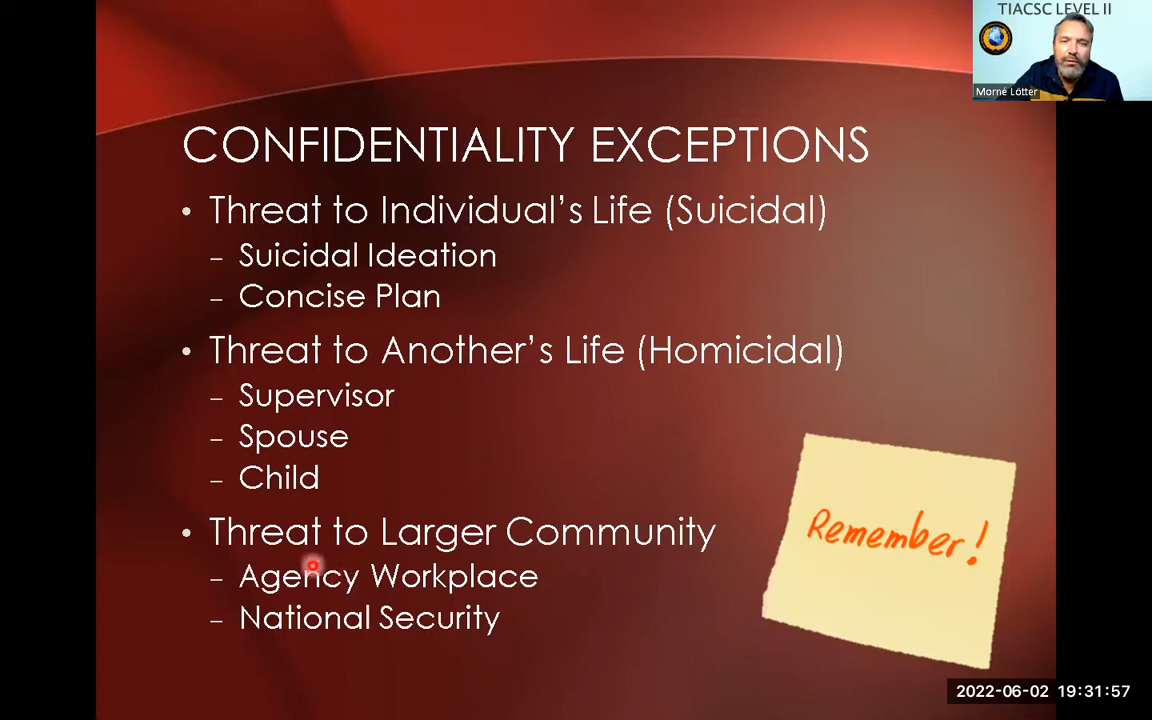 TIACSC LEVEL II
Morné Lötter
CONFIDENTIALITY EXCEPTIONS
• Threat to Individual's Life (Suicidal)
– Suicidal Ideation
– Concise Plan
• Threat to Another's Life (Homicidal)
– Supervisor
– Spouse
– Child
• Threat to Larger Community
– Agency Workplace
– National Security
Remember!
2022-06-02 19:31:57